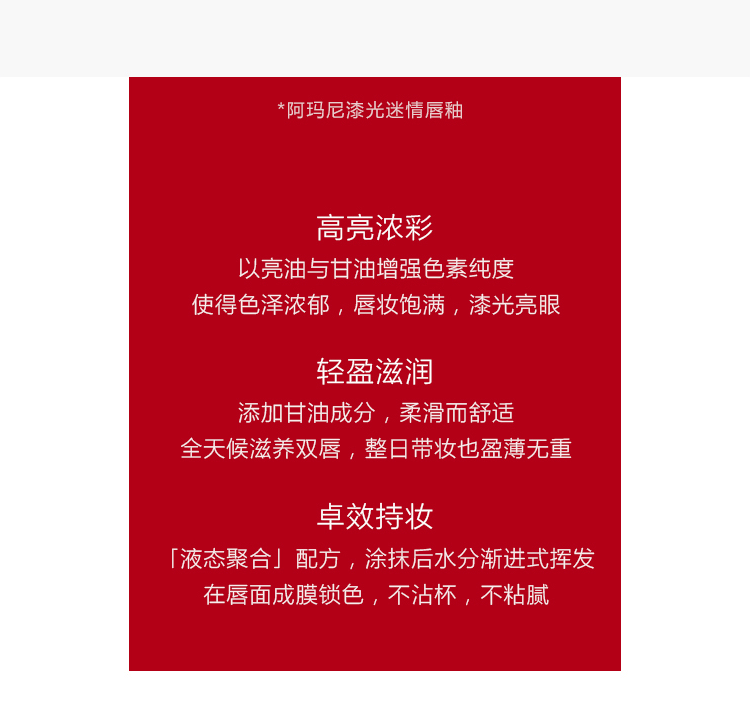 *阿玛尼漆光迷情唇釉
高亮浓彩
以亮油与甘油增强色素纯度
使得色泽浓郁，唇妆饱满，漆光亮眼
轻盈滋润
添加甘油成分，柔滑而舒适
全天候滋养双唇，整日带妆也盈薄无重
卓效持妆
「液态聚合」配方，涂抹后水分渐进式挥发
在唇面成膜锁色，不沾杯，不粘腻